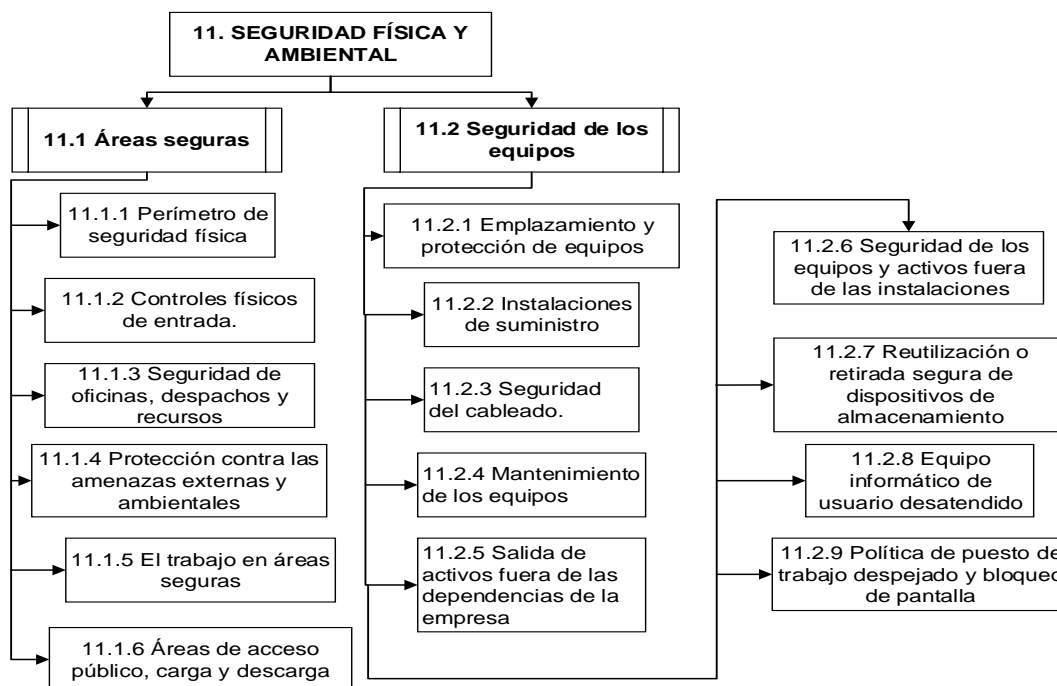 11. SEGURIDAD FÍSICA Y
AMBIENTAL
11.1 Áreas seguras
11.1.1 Perímetro de
seguridad física
11.1.2 Controles físicos
de entrada.
11.1.3 Seguridad de
oficinas, despachos y
recursos
11.1.4 Protección contra las
amenazas externas y
ambientales
11.1.5 El trabajo en áreas
seguras
11.1.6 Áreas de acceso
público, carga y descarga
11.2 Seguridad de los
equipos
11.2.1 Emplazamiento y
protección de equipos
11.2.2 Instalaciones
de suministro
11.2.3 Seguridad
del cableado.
11.2.4 Mantenimiento
de los equipos
11.2.5 Salida de
activos fuera de las
dependencias de la
empresa
11.2.6 Seguridad de los
equipos y activos fuera
de las instalaciones
11.2.7 Reutilización o
retirada segura de
dispositivos de
almacenamiento
11.2.8 Equipo
informático de
usuario desatendido
11.2.9 Política de puesto de
trabajo despejado y bloqueo
de pantalla